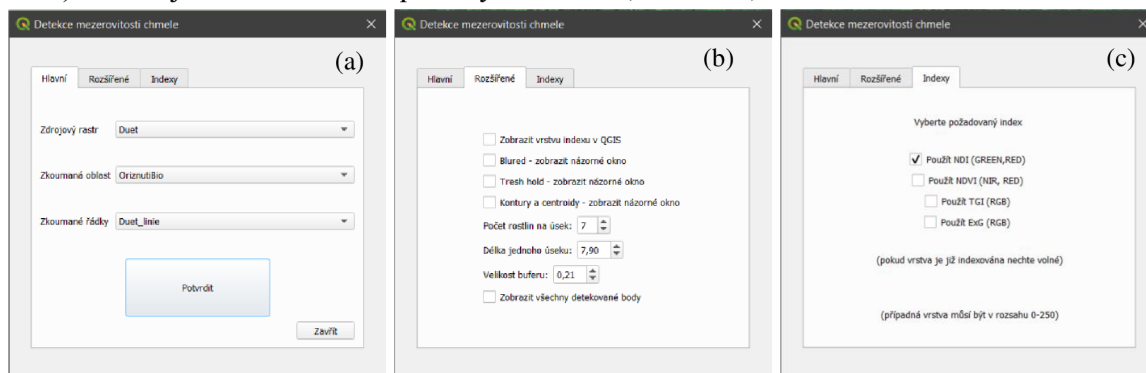 Detekce mezerovitosti chmele
(a)
Hlavní Rozšířené Indexy
Zdrojový rastr Duet
Zkoumaná oblast OriznutiBio
Zkoumané řádky Duet_linie
Potvrdit
Zavřít
Detekce mezerovitosti chmele
(b)
Hlavní Rozšířené Indexy
Zobrazit vrstvu indexu v QGIS
Blured - zobrazit názorné okno
Tresh hold - zobrazit názorné okno
Kontury a centroidy - zobrazit názorné okno
Počet rostlin na úsek: 7
Délka jednoho úseku: 7,90
Velikost buferu: 0,21
Zobrazit všechny detekované body
Detekce mezerovitosti chmele
(c)
Hlavní Rozšířené Indexy
Vyberte požadovaný index
Použít NDI (GREEN,RED)
Použít NDVI (NIR, RED)
Použít TGI (RGB)
Použít ExG (RGB)
(pokud vrstva je již indexována nechte volné)
(případná vrstva můsí být v rozsahu 0-250)